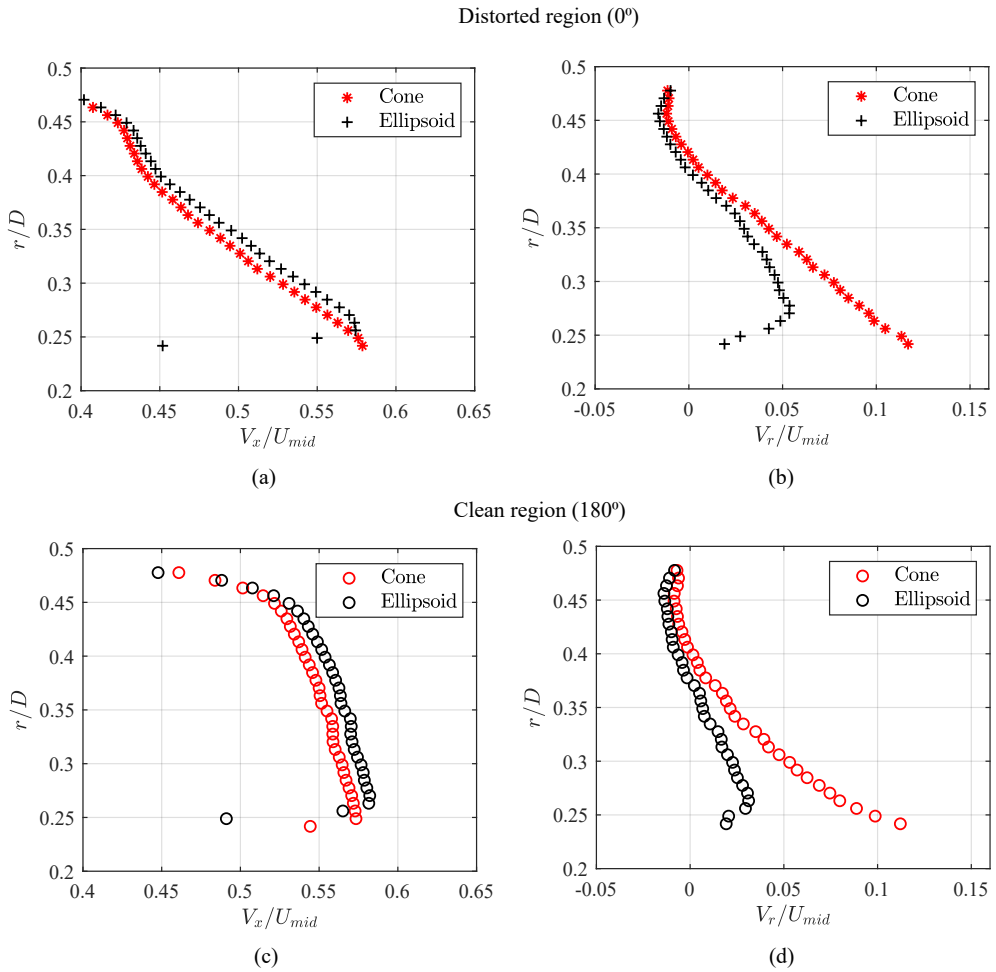 Distorted region (0º)
0.5
0.45
0.4
0.35
0.3
0.25
0.2
r/D
Cone
Ellipsoid
0.4
0.45
0.5
0.55
0.6
0.65
V_x/U_mid
(a)
0.5
0.45
0.4
0.35
0.3
0.25
0.2
r/D
Cone
Ellipsoid
-0.05
0
0.05
0.1
0.15
V_r/U_mid
(b)
Clean region (180º)
0.5
0.45
0.4
0.35
0.3
0.25
0.2
r/D
Cone
Ellipsoid
0.4
0.45
0.5
0.55
0.6
0.65
V_x/U_mid
(c)
0.5
0.45
0.4
0.35
0.3
0.25
0.2
r/D
Cone
Ellipsoid
-0.05
0
0.05
0.1
0.15
V_r/U_mid
(d)